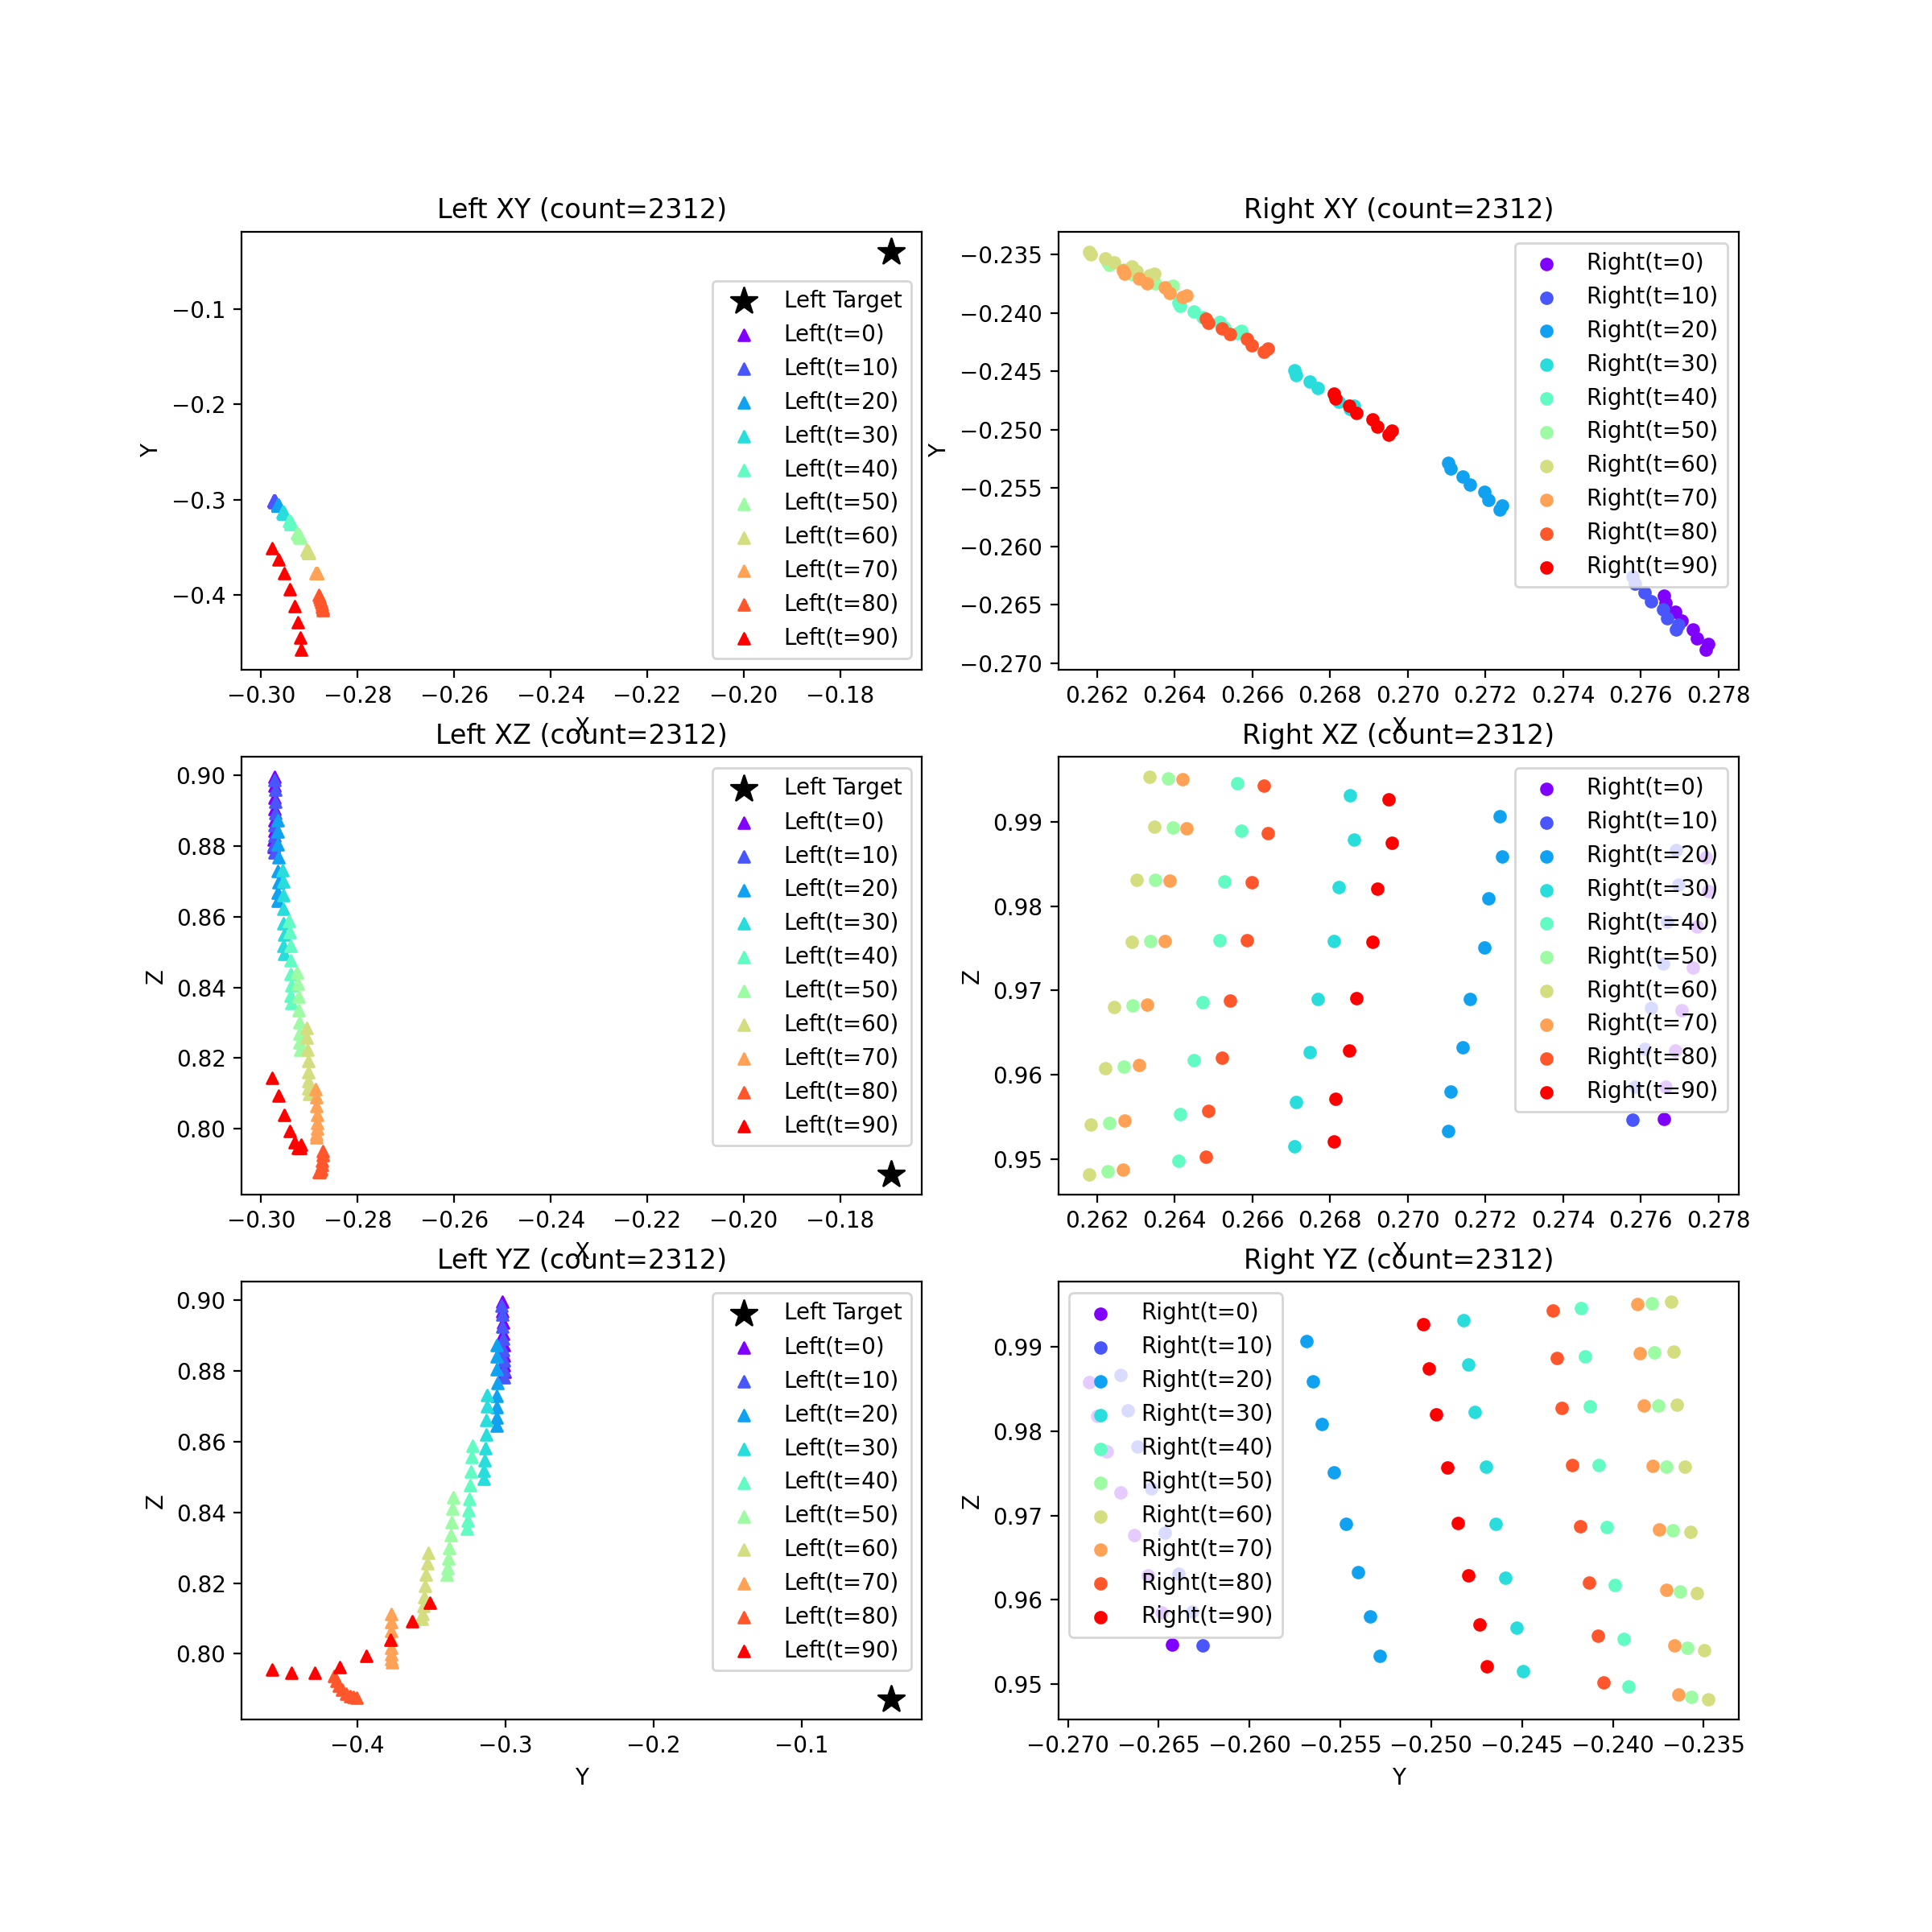 Left XY (count=2312)
Y
−0.1
−0.2
−0.3
−0.4
−0.30 −0.28 −0.26 −0.24 −0.22 −0.20 −0.18
X
Left Target
Left(t=0)
Left(t=10)
Left(t=20)
Left(t=30)
Left(t=40)
Left(t=50)
Left(t=60)
Left(t=70)
Left(t=80)
Left(t=90)
Right XY (count=2312)
Y
−0.235
−0.240
−0.245
−0.250
−0.255
−0.260
−0.265
−0.270
0.262 0.264 0.266 0.268 0.270 0.272 0.274 0.276 0.278
X
Right(t=0)
Right(t=10)
Right(t=20)
Right(t=30)
Right(t=40)
Right(t=50)
Right(t=60)
Right(t=70)
Right(t=80)
Right(t=90)
Left XZ (count=2312)
Z
0.90
0.88
0.86
0.84
0.82
0.80
−0.30 −0.28 −0.26 −0.24 −0.22 −0.20 −0.18
X
Left Target
Left(t=0)
Left(t=10)
Left(t=20)
Left(t=30)
Left(t=40)
Left(t=50)
Left(t=60)
Left(t=70)
Left(t=80)
Left(t=90)
Right XZ (count=2312)
Z
0.99
0.98
0.97
0.96
0.95
0.262 0.264 0.266 0.268 0.270 0.272 0.274 0.276 0.278
X
Right(t=0)
Right(t=10)
Right(t=20)
Right(t=30)
Right(t=40)
Right(t=50)
Right(t=60)
Right(t=70)
Right(t=80)
Right(t=90)
Left YZ (count=2312)
Z
0.90
0.88
0.86
0.84
0.82
0.80
−0.4 −0.3 −0.2 −0.1
Y
Left Target
Left(t=0)
Left(t=10)
Left(t=20)
Left(t=30)
Left(t=40)
Left(t=50)
Left(t=60)
Left(t=70)
Left(t=80)
Left(t=90)
Right YZ (count=2312)
Z
0.99
0.98
0.97
0.96
0.95
−0.270 −0.265 −0.260 −0.255 −0.250 −0.245 −0.240 −0.235
Y
Right(t=0)
Right(t=10)
Right(t=20)
Right(t=30)
Right(t=40)
Right(t=50)
Right(t=60)
Right(t=70)
Right(t=80)
Right(t=90)